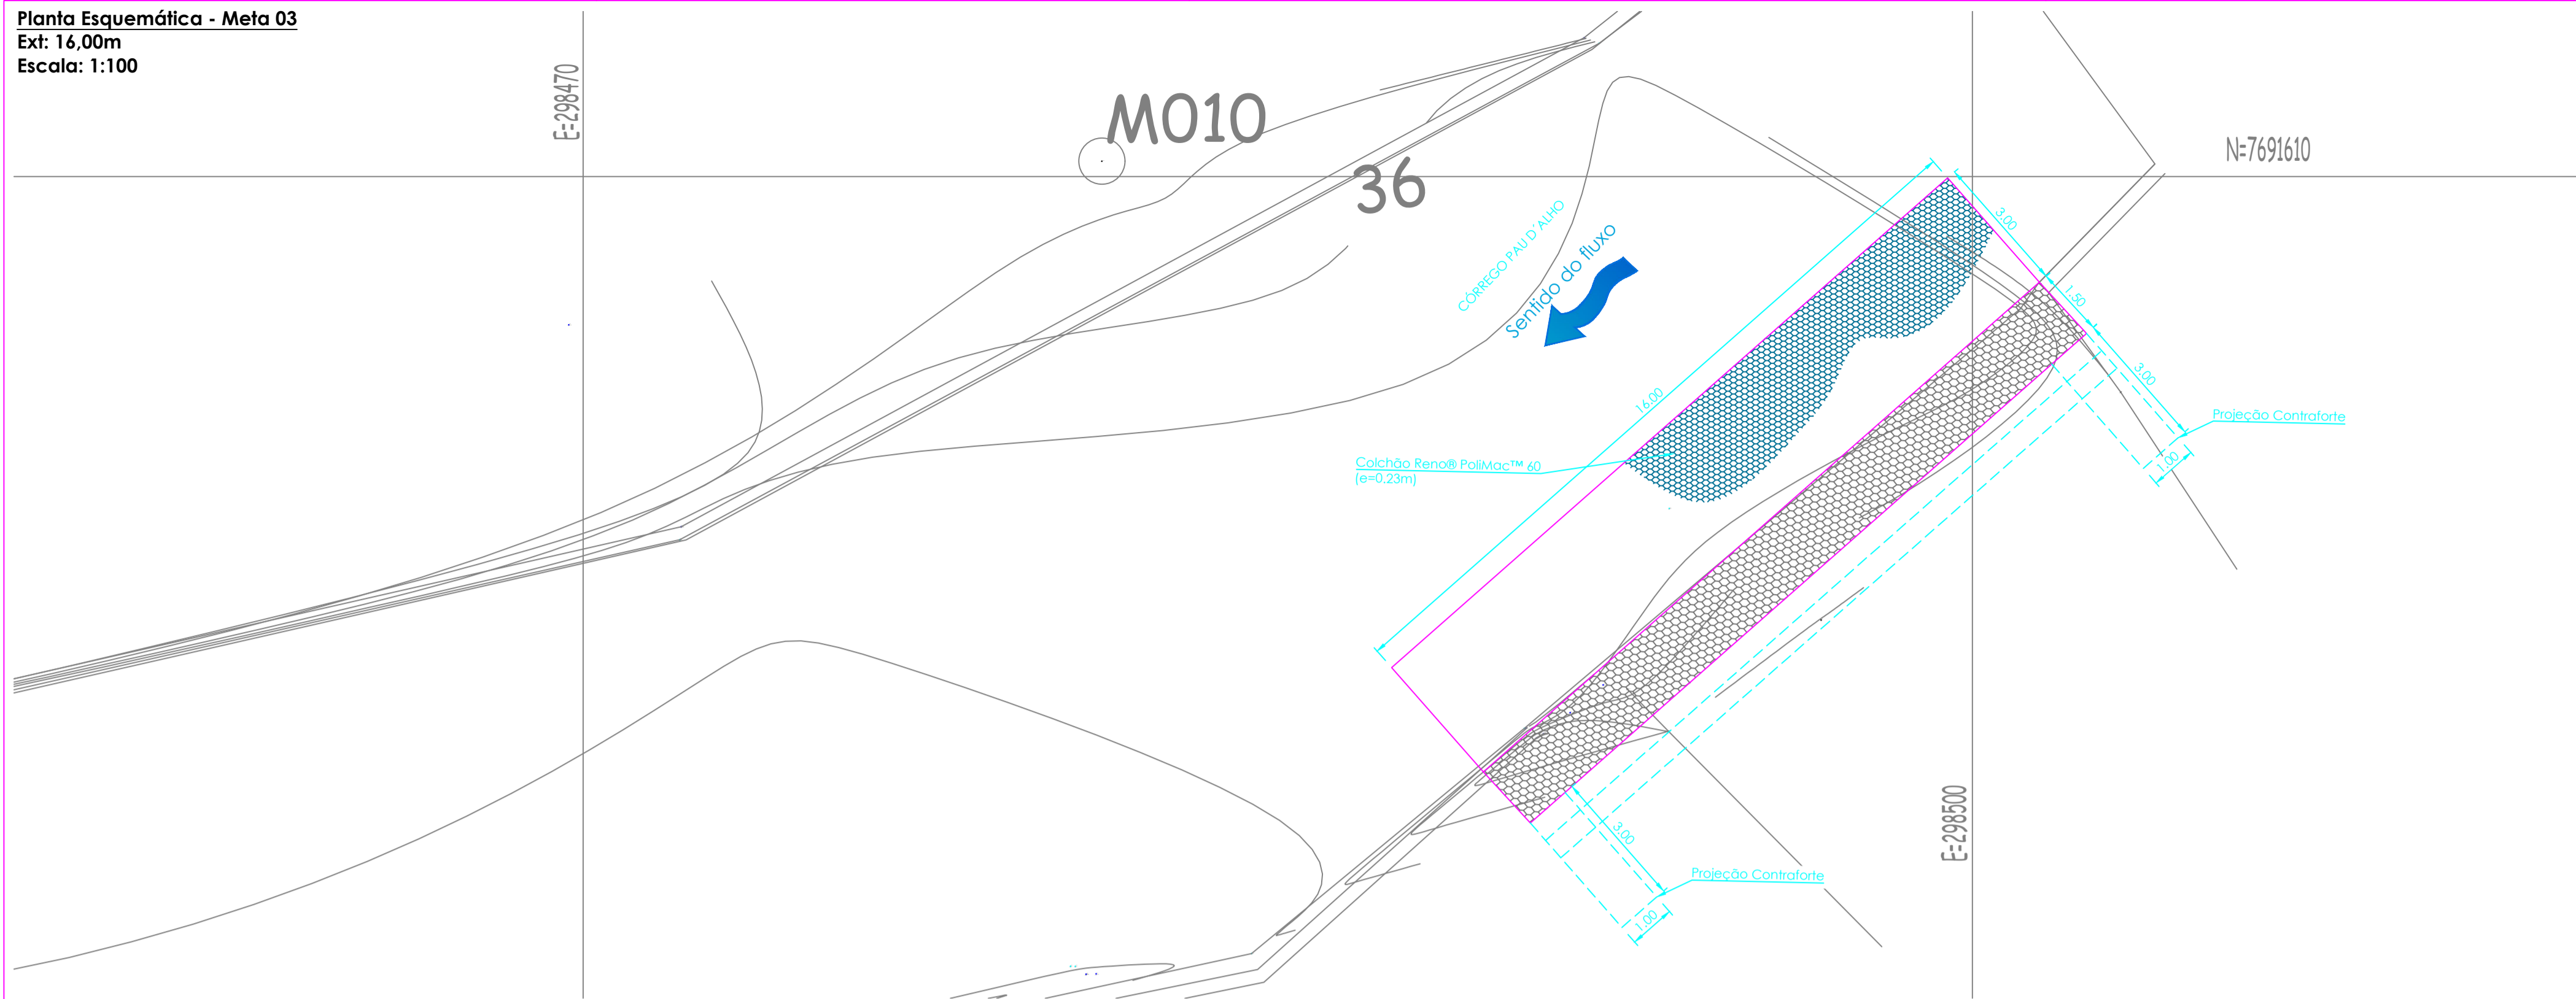 Planta Esquemática - Meta 03
Ext: 16,00m
Escala: 1:100
E=298470
M010
36
N=7691610
CÓRREGO PAU D´ALHO
Sentido do fluxo
3.00
1.50
3.00
16.00
Projeção Contraforte
1.00
Colchão Reno® PoliMac™ 60
(e=0.23m)
E=298500
3.00
Projeção Contraforte
1.00